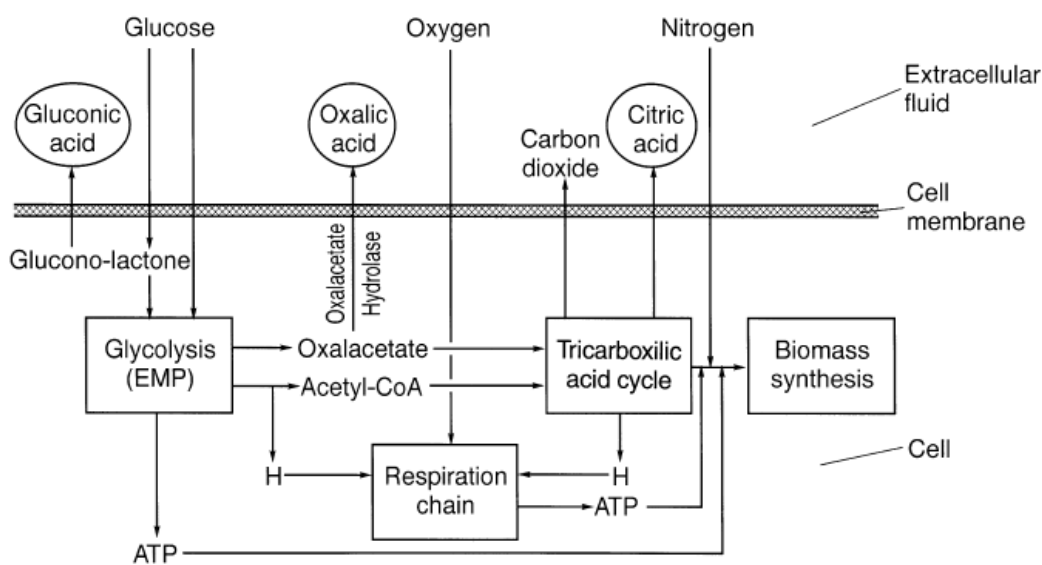 Glucose
Oxygen
Nitrogen
Extracellular
fluid
Gluconic
acid
Oxalic
acid
Carbon
dioxide
Citric
acid
Cell
membrane
Glucono-lactone
Oxalacetate
Hydrolase
Glycolysis
(EMP)
Oxalacetate
Acetyl-CoA
Tricarboxilic
acid cycle
Biomass
synthesis
Cell
H
Respiration
chain
H
ATP
ATP